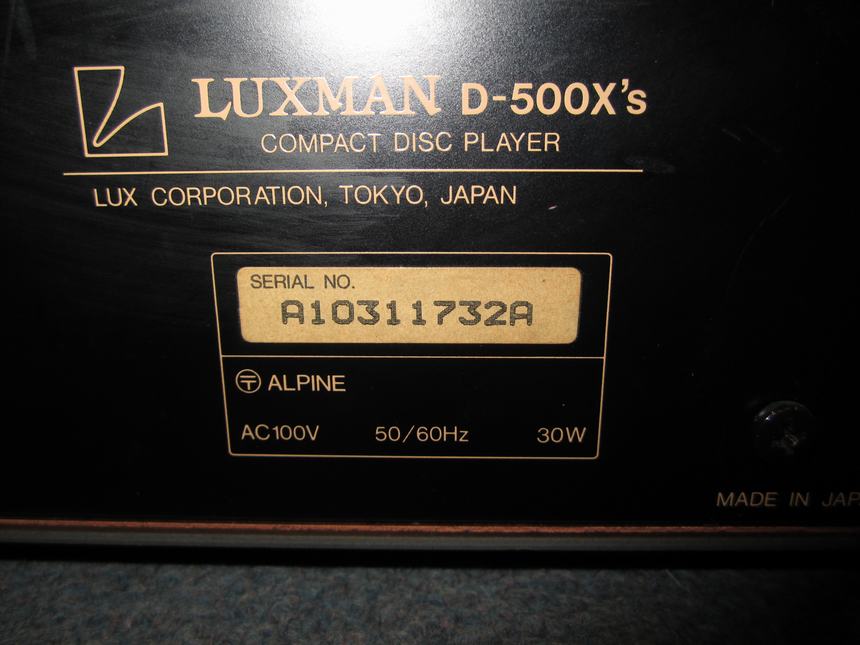 LUXMAN D-500X's
COMPACT DISC PLAYER
LUX CORPORATION, TOKYO, JAPAN
SERIAL NO.
A10311732A
〒 ALPINE
AC100V 50/60Hz 30W
MADE IN JAP